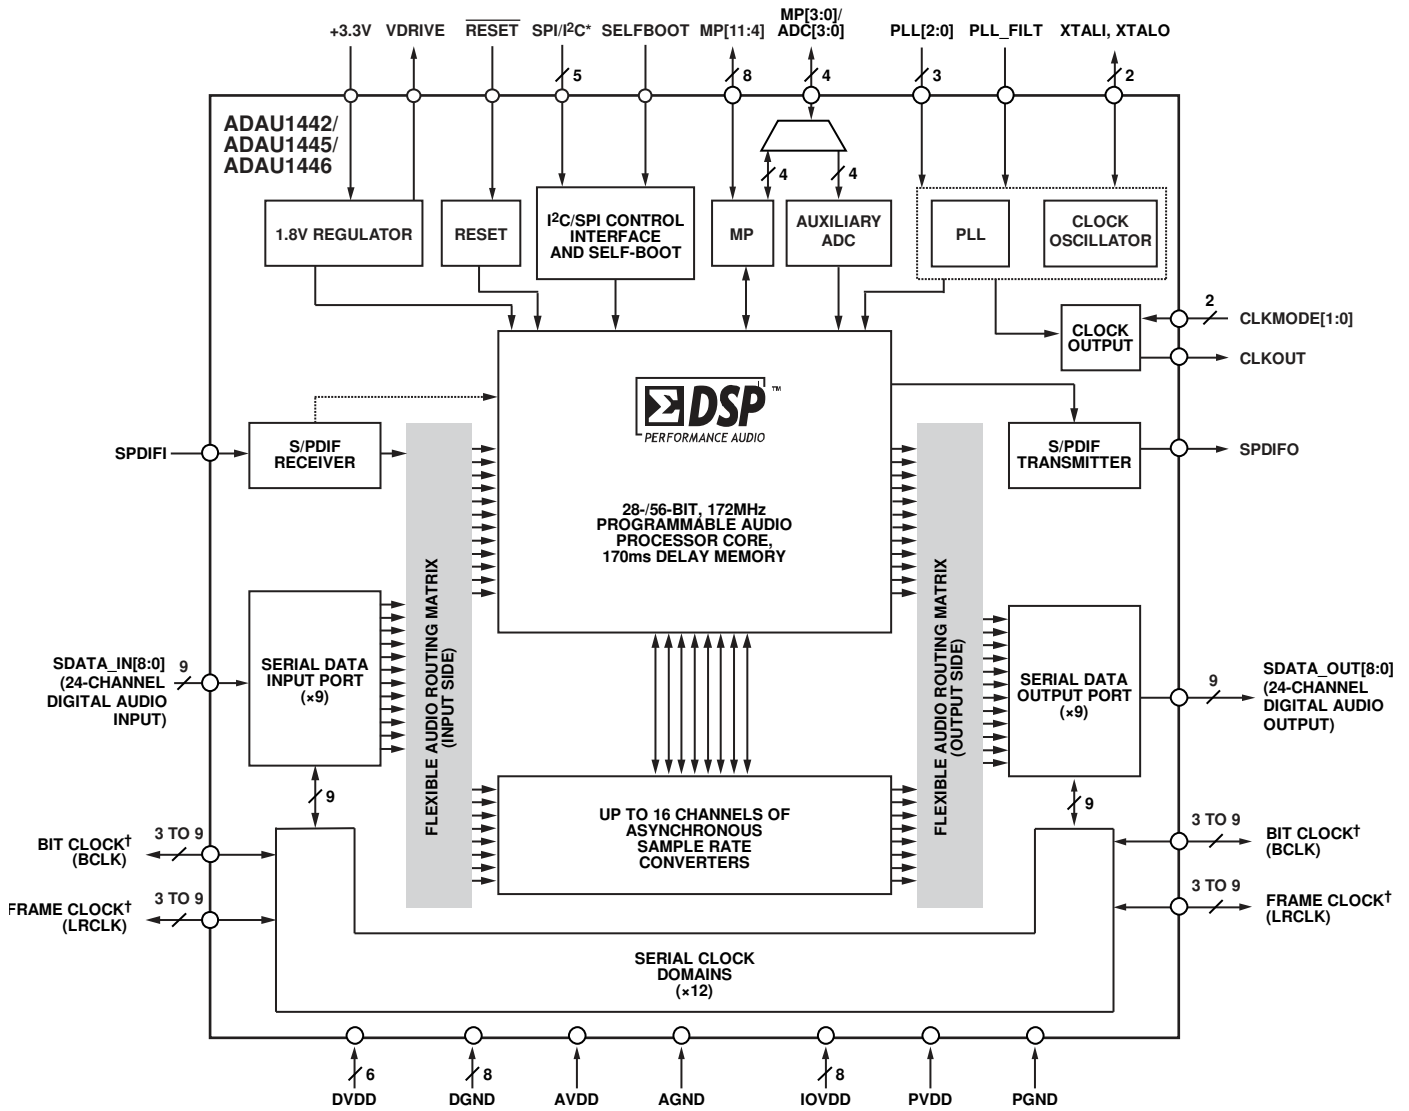 +3.3V VDRIVE RESET SPI/I2C* SELFBOOT MP[11:4] MP[3:0]/ ADC[3:0] PLL[2:0] PLL_FILT XTALI, XTALO
5 8 4 3 2
ADAU1442/
ADAU1445/
ADAU1446
4 4
1.8V REGULATOR
RESET
I2C/SPI CONTROL
INTERFACE
AND SELF-BOOT
MP
AUXILIARY
ADC
PLL
CLOCK
OSCILLATOR
CLOCK
OUTPUT
2
CLKMODE[1:0]
CLKOUT
ΣDSP™
PERFORMANCE AUDIO
SPDIFI
S/PDIF
RECEIVER
S/PDIF
TRANSMITTER
SPDIFO
28-/56-BIT, 172MHz
PROGRAMMABLE AUDIO
PROCESSOR CORE,
170ms DELAY MEMORY
FLEXIBLE AUDIO ROUTING MATRIX
(INPUT SIDE)
FLEXIBLE AUDIO ROUTING MATRIX
(OUTPUT SIDE)
SDATA_IN[8:0]
(24-CHANNEL
DIGITAL AUDIO
INPUT)
9
SERIAL DATA
INPUT PORT
(×9)
SERIAL DATA
OUTPUT PORT
(×9)
9
SDATA_OUT[8:0]
(24-CHANNEL
DIGITAL AUDIO
OUTPUT)
9
9
UP TO 16 CHANNELS OF
ASYNCHRONOUS
SAMPLE RATE
CONVERTERS
BIT CLOCK†
(BCLK)
3 TO 9
FRAME CLOCK†
(LRCLK)
3 TO 9
3 TO 9
BIT CLOCK†
(BCLK)
3 TO 9
FRAME CLOCK†
(LRCLK)
SERIAL CLOCK
DOMAINS
(×12)
6 8 8
DVDD DGND AVDD AGND IOVDD PVDD PGND